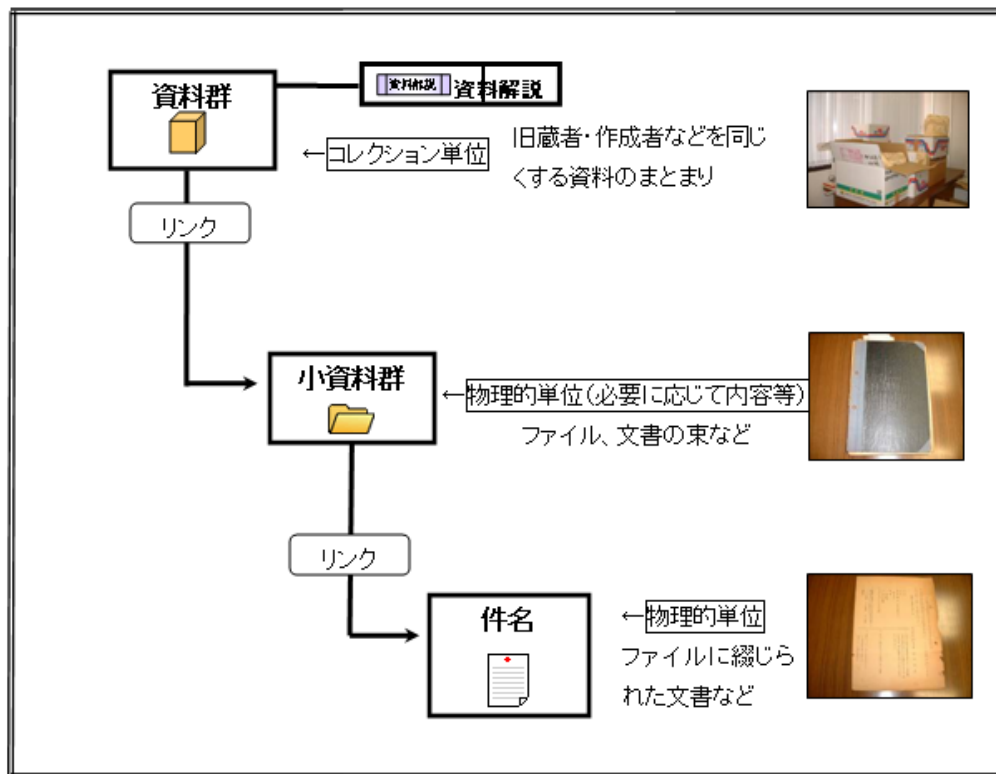 資料群
資料解説 資料解説
←コレクション単位
旧蔵者・作成者などを同じ
くする資料のまとまり
リンク
小資料群
←物理的単位(必要に応じて内容等)
ファイル、文書の束など
リンク
件名
←物理的単位
ファイルに綴じら
れた文書など